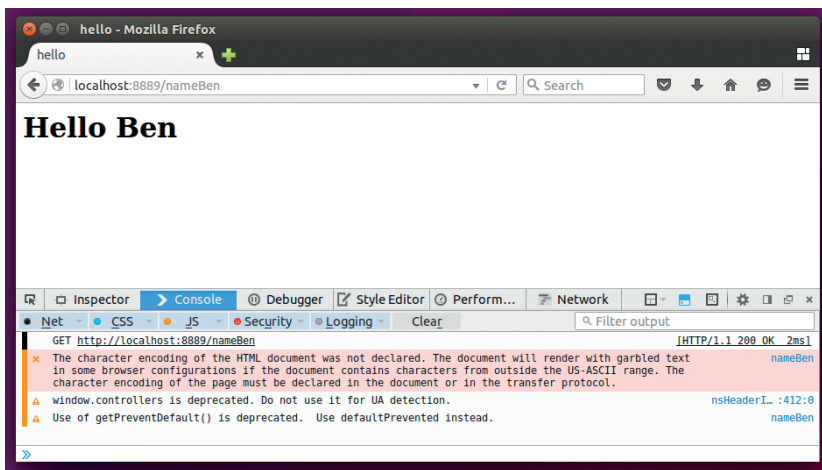 hello - Mozilla Firefox
hello
localhost:8889/nameBen
Search
Hello Ben
Inspector Console Debugger Style Editor Perform... Network
Net CSS JS Security Logging Clear Filter output
GET http://localhost:8889/nameBen [HTTP/1.1 200 OK 2ms]
The character encoding of the HTML document was not declared. The document will render with garbled text nameBen
in some browser configurations if the document contains characters from outside the US-ASCII range. The
character encoding of the page must be declared in the document or in the transfer protocol.
window.controllers is deprecated. Do not use it for UA detection. nsHeaderI… :412:0
Use of getPreventDefault() is deprecated. Use defaultPrevented instead. nameBen